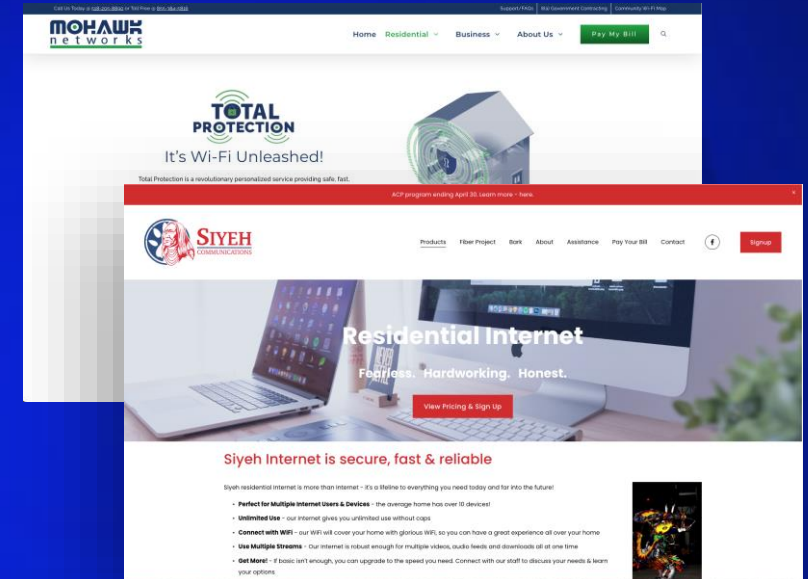 Support/FAQs | Bid/Government Contracting | Community Wi-Fi Map
MOHAWK
networks
Home Residential Business About Us Pay My Bill
TOTAL
PROTECTION
It's Wi-Fi Unleashed!
Total Protection is a revolutionary personalized service providing safe, fast,
ACP program ending April 30. Learn more - here.
×
SIYEH
COMMUNICATIONS
Products Fiber Project Bark About Assistance Pay Your Bill Contact f Signup
Residential Internet
Fearless. Hardworking. Honest.
View Pricing & Sign Up
Siyeh Internet is secure, fast & reliable
Siyeh residential internet is more than internet - it's a lifeline to everything you need today and far into the future!
• Perfect for Multiple Internet Users & Devices - the average home has over 10 devices!
• Unlimited Use - our internet gives you unlimited use without caps
• Connect with WiFi - our WiFi will cover your home with glorious WiFi, so you can have a great experience all over your home
• Use Multiple Streams - Our internet is robust enough for multiple videos, audio feeds and downloads all at one time
• Get More! - If basic isn't enough, you can upgrade to the speed you need. Connect with our staff to discuss your needs & learn
your options.